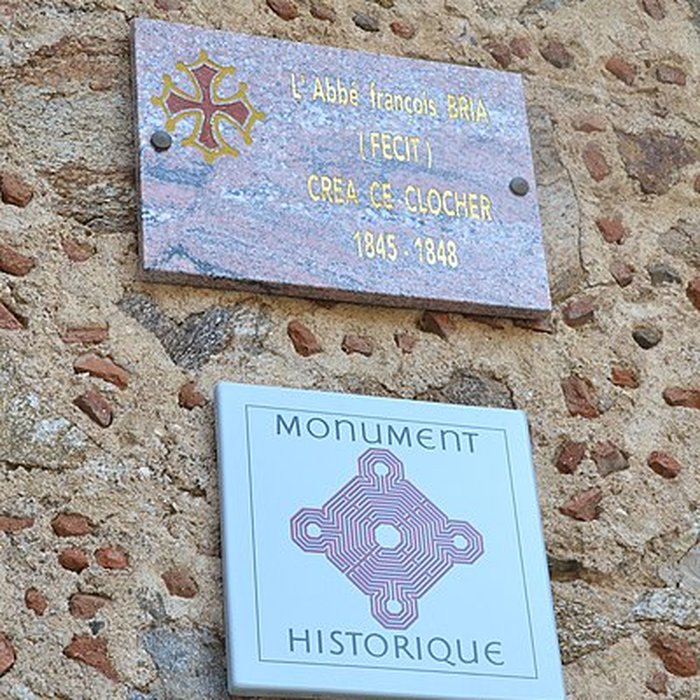 L'Abbé françois BRIA
(FECIT)
CREA CE CLOCHER
1845 - 1848
MONUMENT
HISTORIQUE